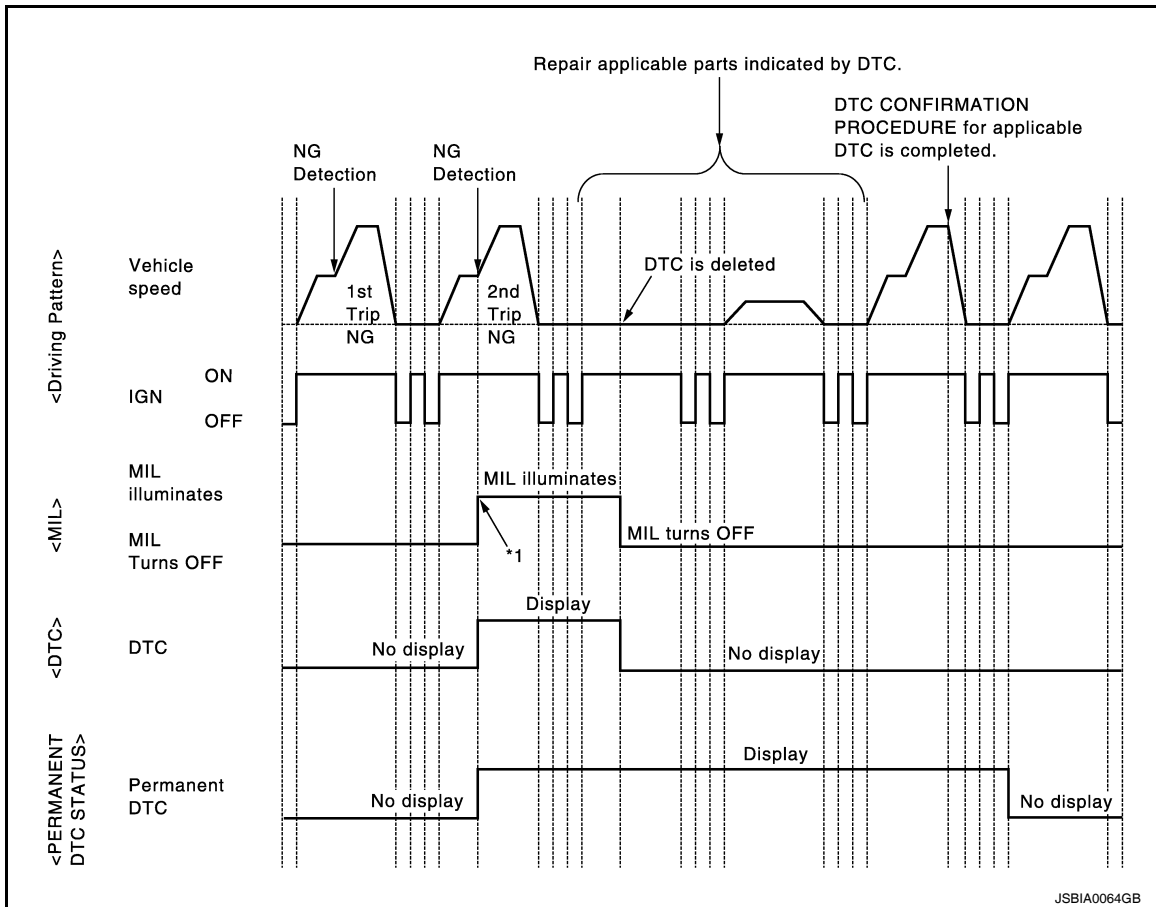 Repair applicable parts indicated by DTC.
DTC CONFIRMATION
PROCEDURE for applicable
DTC is completed.
NG
Detection
NG
Detection
<Driving Pattern>
Vehicle
speed
1st
Trip
NG
2nd
Trip
NG
DTC is deleted
IGN
ON
OFF
<MIL>
MIL
illuminates
MIL
Turns OFF
MIL illuminates
*1
MIL turns OFF
<DTC>
DTC
No display
Display
No display
<PERMANENT
DTC STATUS>
Permanent
DTC
No display
Display
No display
JSBIA0064GB